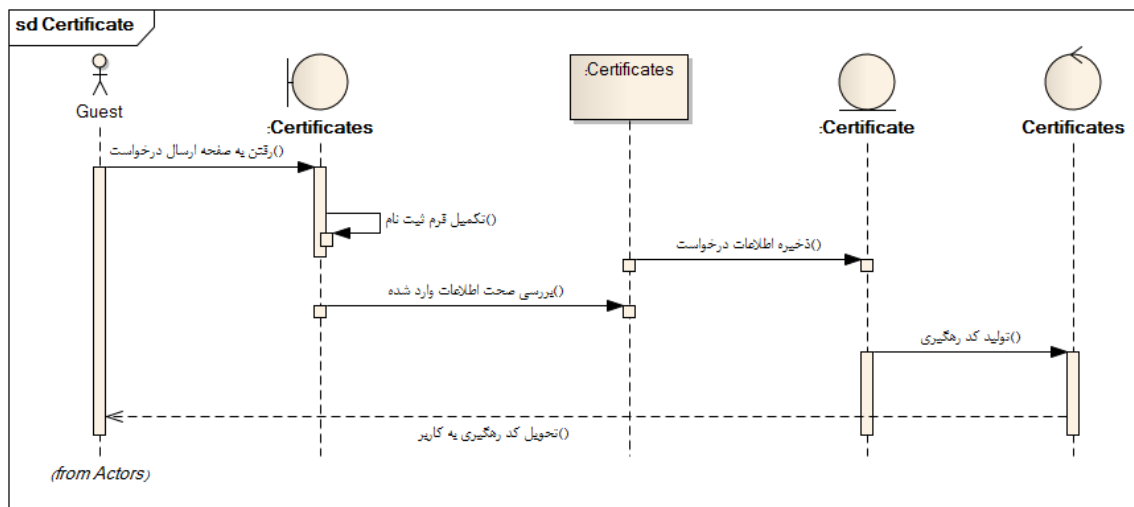 sd Certificate
Guest
:Certificates
:Certificates
:Certificate
Certificates
رفتن به صفحه ارسال درخواست()
تکمیل فرم ثبت نام()
ذخیره اطلاعات درخواست()
بررسی صحت اطلاعات وارد شده()
تولید کد رهگیری()
تحویل کد رهگیری به کاربر()
(from Actors)